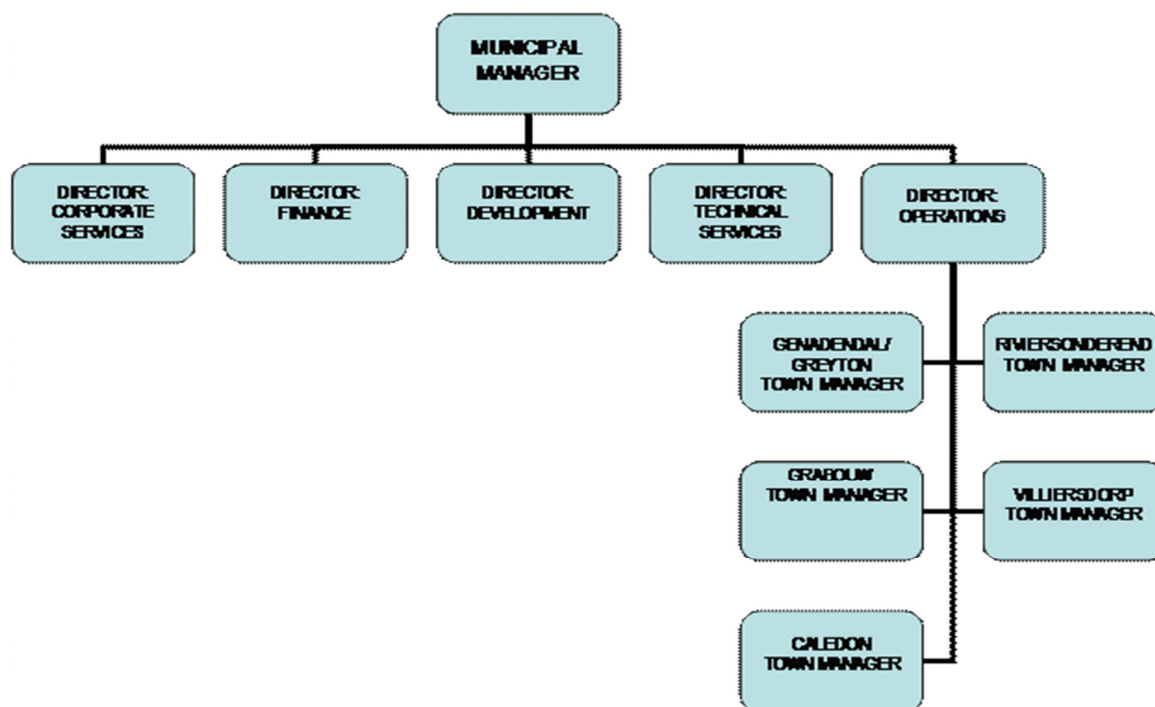 MUNICIPAL
MANAGER
DIRECTOR:
CORPORATE
SERVICES
DIRECTOR:
FINANCE
DIRECTOR:
DEVELOPMENT
DIRECTOR:
TECHNICAL
SERVICES
DIRECTOR:
OPERATIONS
GENADENDAL/
GREYTON
TOWN MANAGER
RIVIERSONDEREND
TOWN MANAGER
GRABOUW
TOWN MANAGER
VILLIERSDORP
TOWN MANAGER
CALEDON
TOWN MANAGER